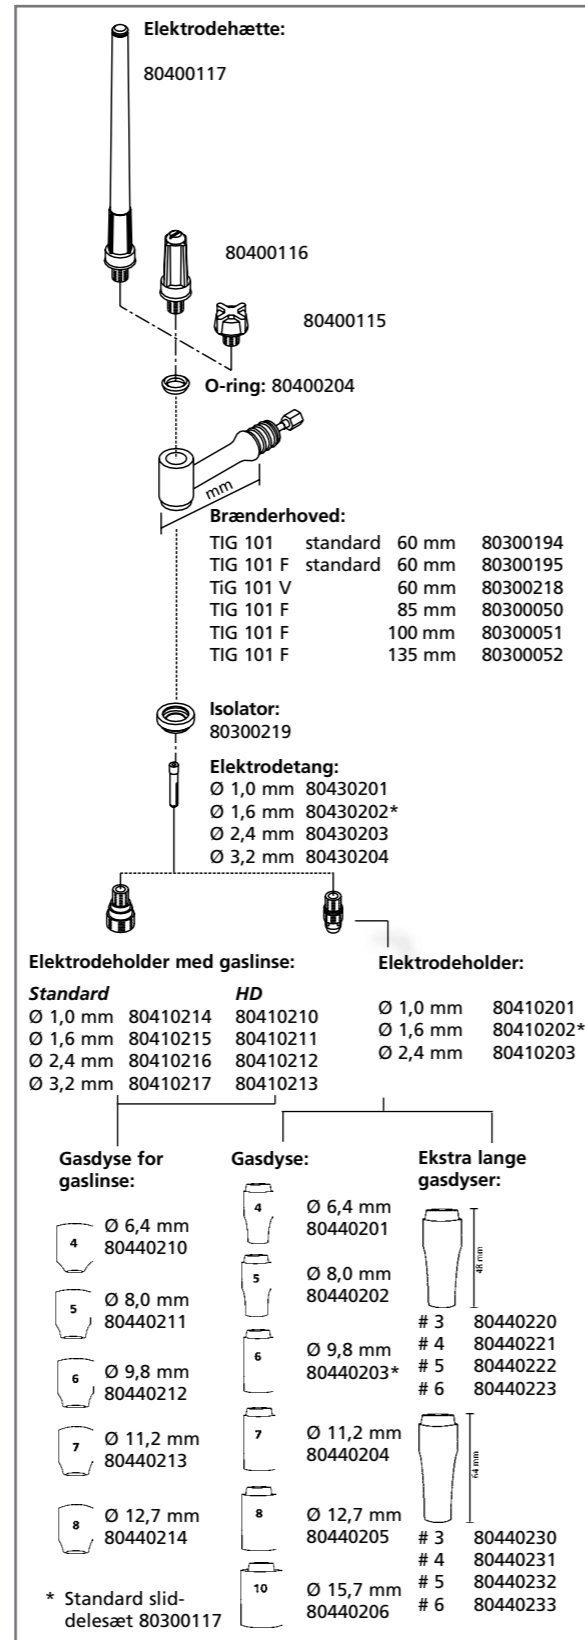 Elektrodehætte:
80400117
80400116
80400115
O-ring: 80400204
mm
Brænderhoved:
TIG 101 standard 60 mm 80300194
TIG 101 F standard 60 mm 80300195
TiG 101 V 60 mm 80300218
TIG 101 F 85 mm 80300050
TIG 101 F 100 mm 80300051
TIG 101 F 135 mm 80300052
Isolator:
80300219
Elektrodetang:
Ø 1,0 mm 80430201
Ø 1,6 mm 80430202*
Ø 2,4 mm 80430203
Ø 3,2 mm 80430204
Elektrodeholder med gaslinse:
Standard HD
Ø 1,0 mm 80410214 80410210
Ø 1,6 mm 80410215 80410211
Ø 2,4 mm 80410216 80410212
Ø 3,2 mm 80410217 80410213
Elektrodeholder:
Ø 1,0 mm 80410201
Ø 1,6 mm 80410202*
Ø 2,4 mm 80410203
Gasdyse for
gaslinse:
4 Ø 6,4 mm
80440210
5 Ø 8,0 mm
80440211
6 Ø 9,8 mm
80440212
7 Ø 11,2 mm
80440213
8 Ø 12,7 mm
80440214
Gasdyse:
4 Ø 6,4 mm
80440201
5 Ø 8,0 mm
80440202
6 Ø 9,8 mm
80440203*
7 Ø 11,2 mm
80440204
8 Ø 12,7 mm
80440205
10 Ø 15,7 mm
80440206
Ekstra lange
gasdyser:
48 mm
# 3 80440220
# 4 80440221
# 5 80440222
# 6 80440223
64 mm
# 3 80440230
# 4 80440231
# 5 80440232
# 6 80440233
* Standard slid-
delesæt 80300117